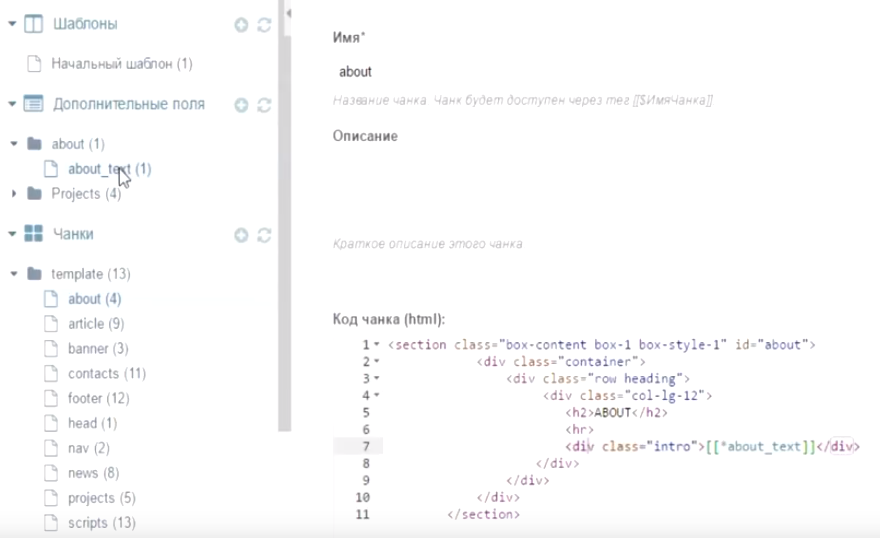 Шаблоны
Начальный шаблон (1)
Дополнительные поля
about (1)
about_text (1)
Projects (4)
Чанки
template (13)
about (4)
article (9)
banner (3)
contacts (11)
footer (12)
head (1)
nav (2)
news (8)
projects (5)
scripts (13)
Имя*
about
Название чанка. Чанк будет доступен через тег [[$ИмяЧанка]]
Описание
Краткое описание этого чанка
Код чанка (html):
1 <section class="box-content box-1 box-style-1" id="about">
2 <div class="container">
3 <div class="row heading">
4 <div class="col-lg-12">
5 <h2>ABOUT</h2>
6 <hr>
7 <div class="intro">[[*about_text]]</div>
8 </div>
9 </div>
10 </div>
11 </section>